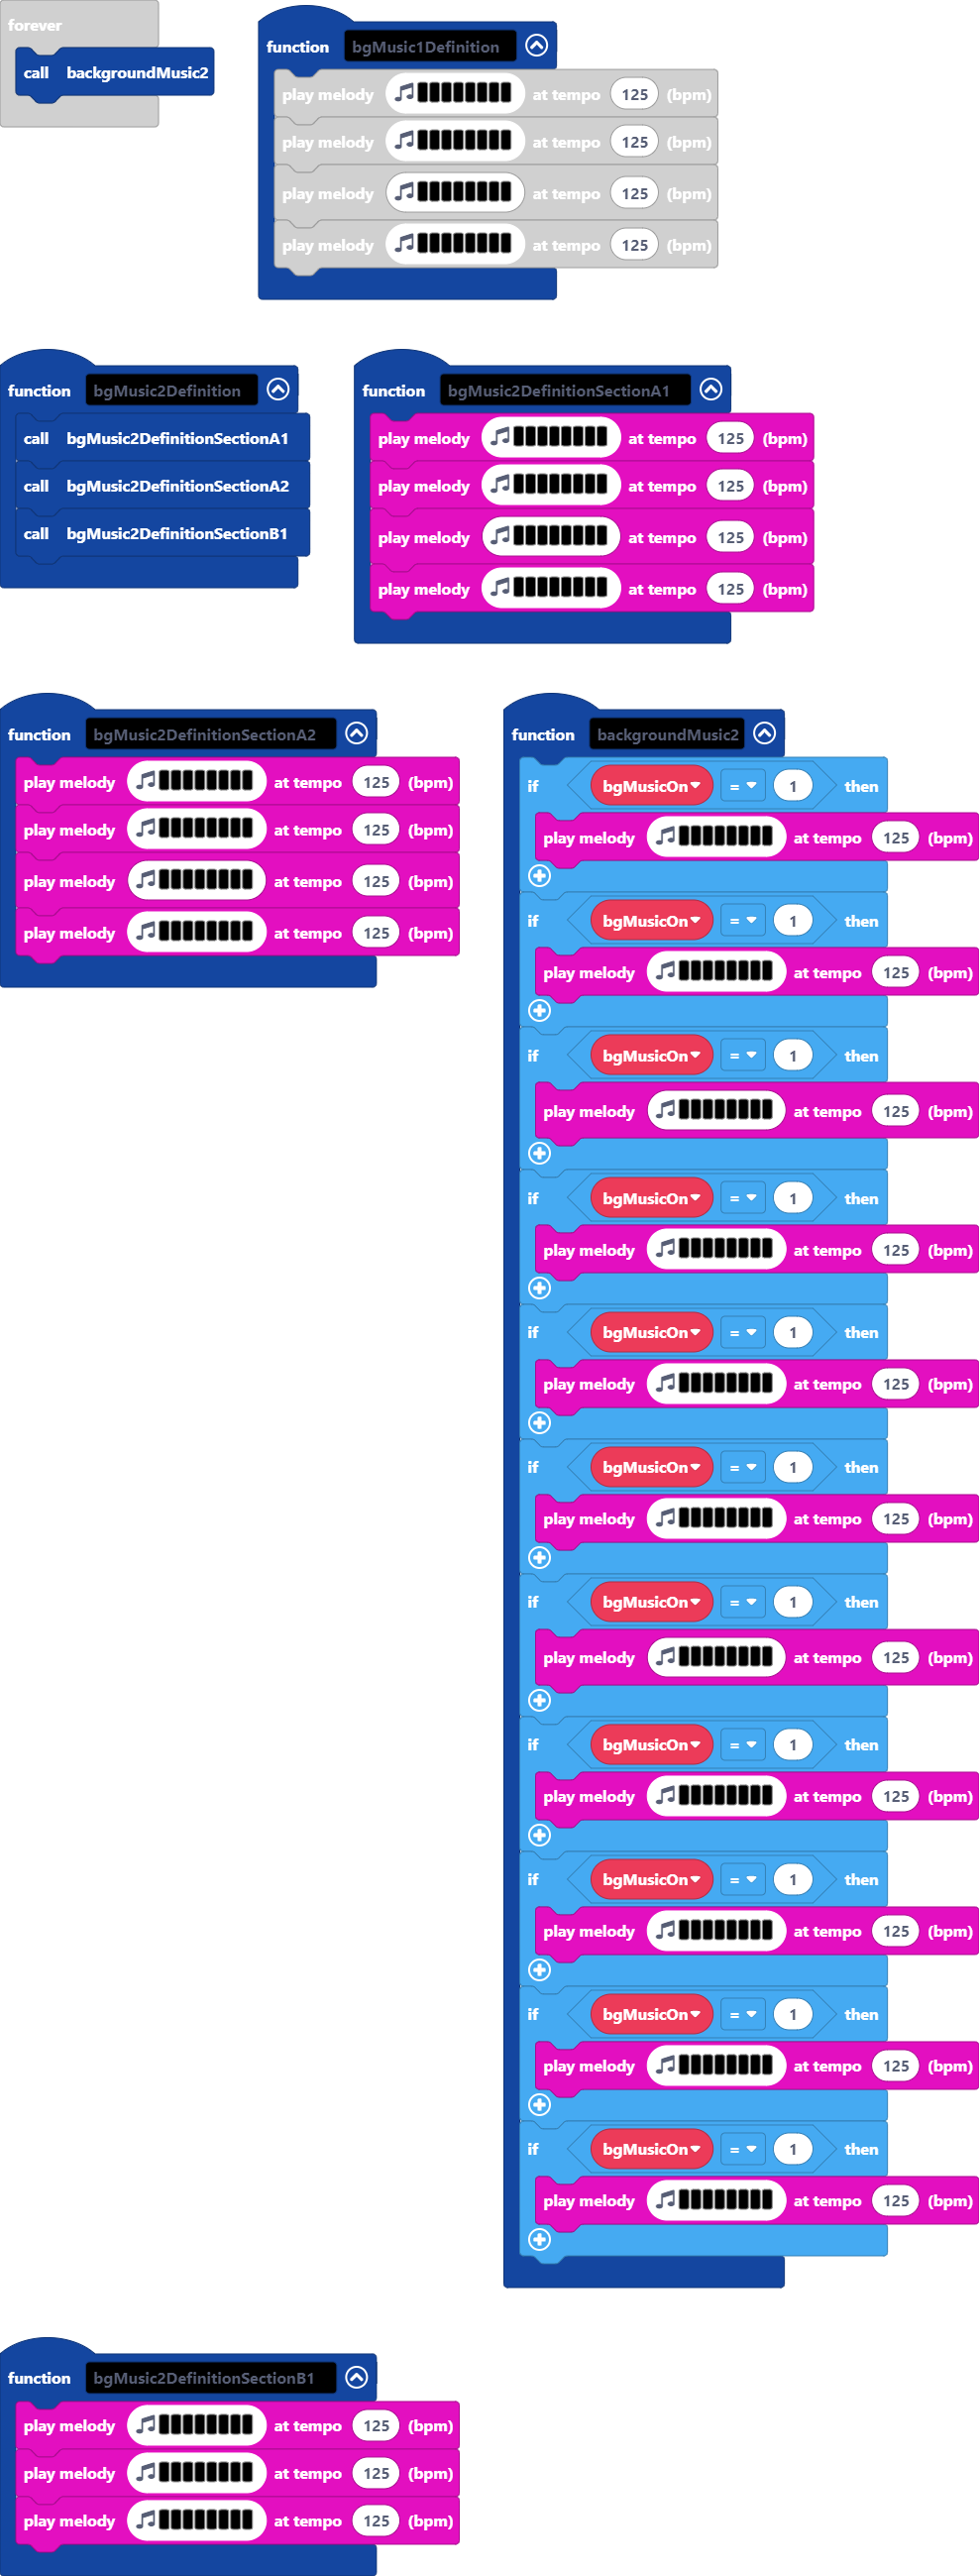 forever
call backgroundMusic2
function bgMusic1Definition
play melody at tempo 125 (bpm)
play melody at tempo 125 (bpm)
play melody at tempo 125 (bpm)
play melody at tempo 125 (bpm)
function bgMusic2Definition
call bgMusic2DefinitionSectionA1
call bgMusic2DefinitionSectionA2
call bgMusic2DefinitionSectionB1
function bgMusic2DefinitionSectionA1
play melody at tempo 125 (bpm)
play melody at tempo 125 (bpm)
play melody at tempo 125 (bpm)
play melody at tempo 125 (bpm)
function bgMusic2DefinitionSectionA2
play melody at tempo 125 (bpm)
play melody at tempo 125 (bpm)
play melody at tempo 125 (bpm)
play melody at tempo 125 (bpm)
function backgroundMusic2
if bgMusicOn = 1 then
play melody at tempo 125 (bpm)
if bgMusicOn = 1 then
play melody at tempo 125 (bpm)
if bgMusicOn = 1 then
play melody at tempo 125 (bpm)
if bgMusicOn = 1 then
play melody at tempo 125 (bpm)
if bgMusicOn = 1 then
play melody at tempo 125 (bpm)
if bgMusicOn = 1 then
play melody at tempo 125 (bpm)
if bgMusicOn = 1 then
play melody at tempo 125 (bpm)
if bgMusicOn = 1 then
play melody at tempo 125 (bpm)
if bgMusicOn = 1 then
play melody at tempo 125 (bpm)
if bgMusicOn = 1 then
play melody at tempo 125 (bpm)
if bgMusicOn = 1 then
play melody at tempo 125 (bpm)
function bgMusic2DefinitionSectionB1
play melody at tempo 125 (bpm)
play melody at tempo 125 (bpm)
play melody at tempo 125 (bpm)